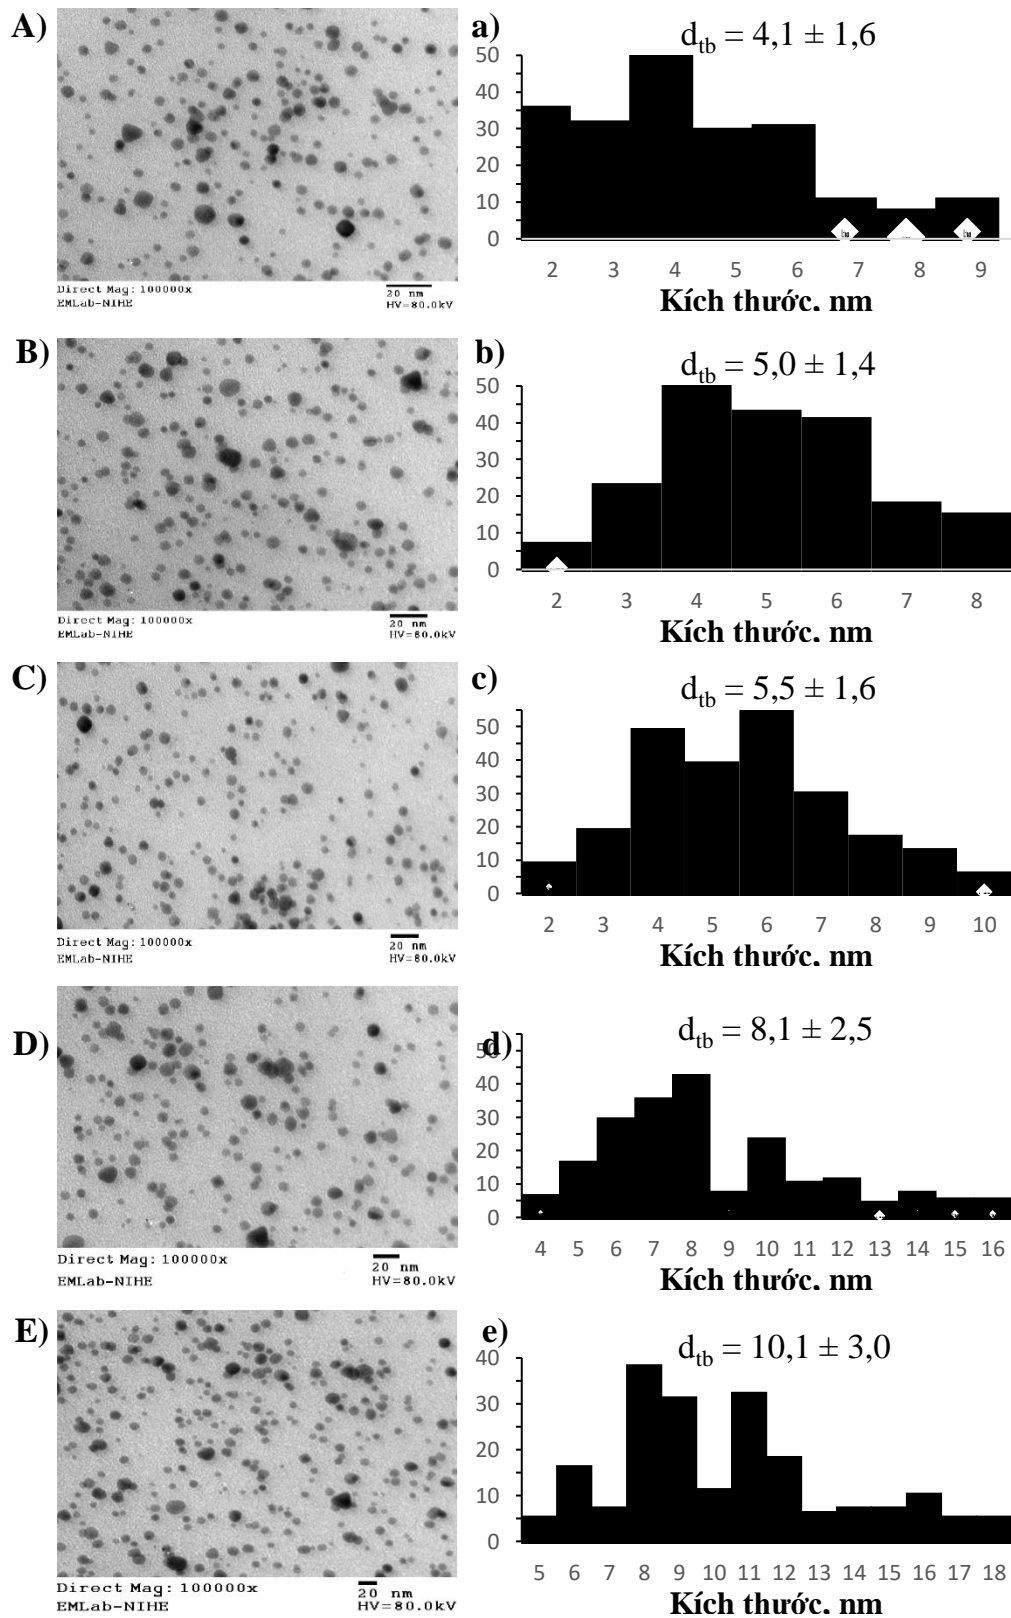 A)
Direct Mag: 100000x
EMLab-NIHE
20 nm
HV=80.0kV
a)
dtb = 4,1 ± 1,6
50
40
30
20
10
0
2 3 4 5 6 7 8 9
Kích thước, nm
B)
Direct Mag: 100000x
EMLab-NIHE
20 nm
HV=80.0kV
b)
dtb = 5,0 ± 1,4
50
40
30
20
10
0
2 3 4 5 6 7 8
Kích thước, nm
C)
Direct Mag: 100000x
EMLab-NIHE
20 nm
HV=80.0kV
c)
dtb = 5,5 ± 1,6
50
40
30
20
10
0
2 3 4 5 6 7 8 9 10
Kích thước, nm
D)
Direct Mag: 100000x
EMLab-NIHE
20 nm
HV=80.0kV
d)
dtb = 8,1 ± 2,5
50
40
30
20
10
0
4 5 6 7 8 9 10 11 12 13 14 15 16
Kích thước, nm
E)
Direct Mag: 100000x
EMLab-NIHE
20 nm
HV=80.0kV
e)
dtb = 10,1 ± 3,0
40
30
20
10
0
5 6 7 8 9 10 11 12 13 14 15 16 17 18
Kích thước, nm